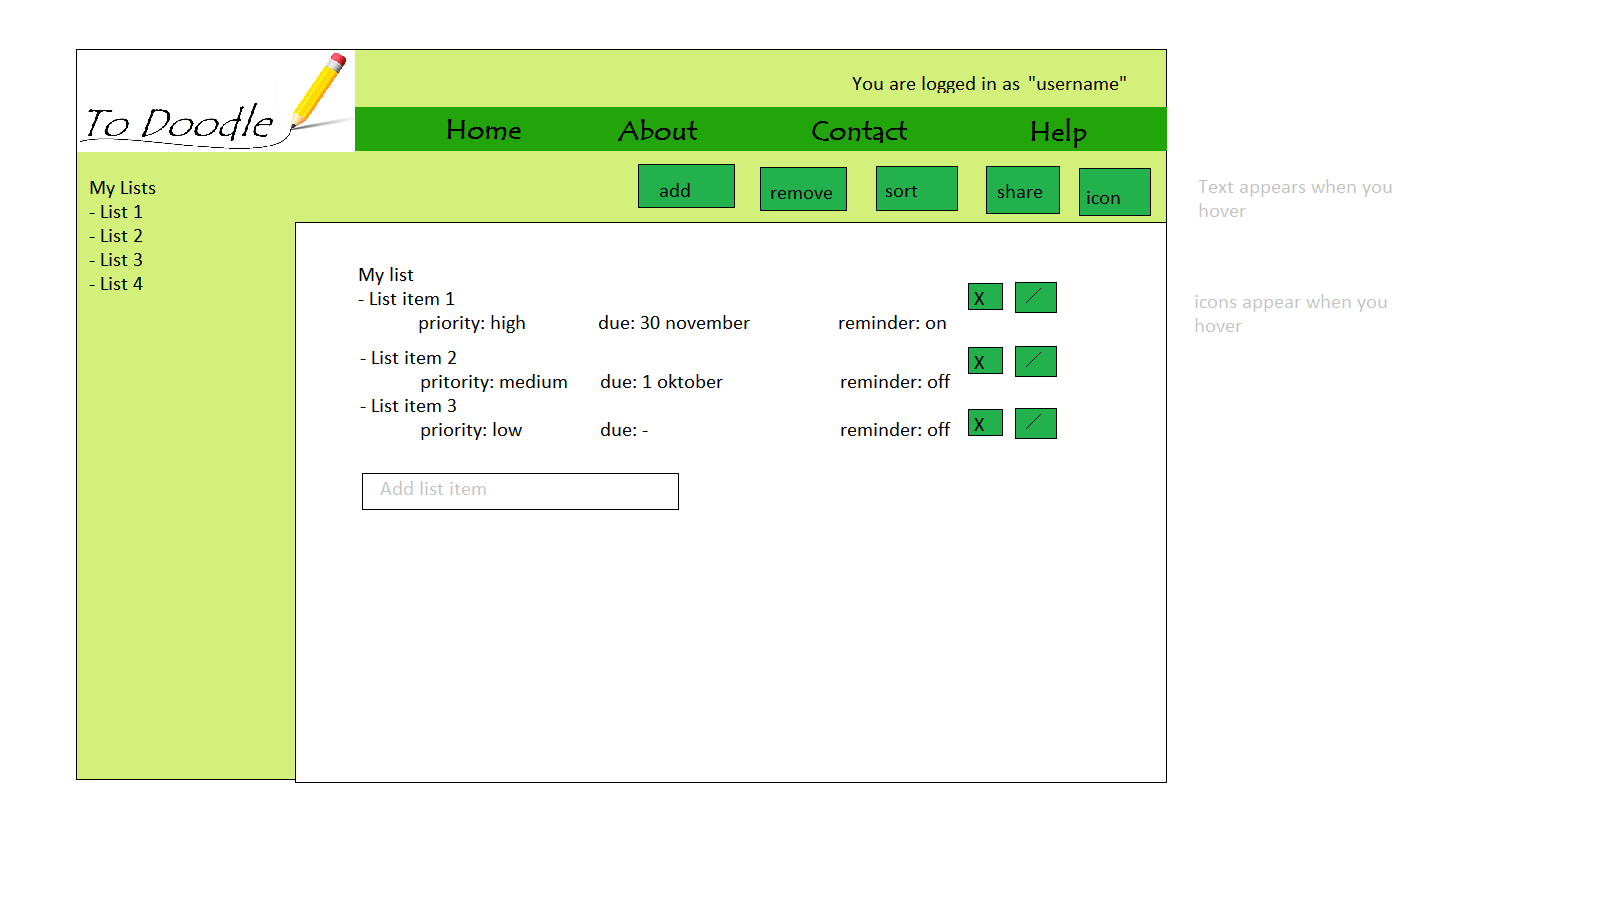 To Doodle
You are logged in as "username"
Home About Contact Help
add remove sort share icon
Text appears when you
hover
My Lists
- List 1
- List 2
- List 3
- List 4
My list
- List item 1
priority: high due: 30 november reminder: on
X /
- List item 2
pritority: medium due: 1 oktober reminder: off
X /
- List item 3
priority: low due: - reminder: off
X /
Add list item
icons appear when you
hover